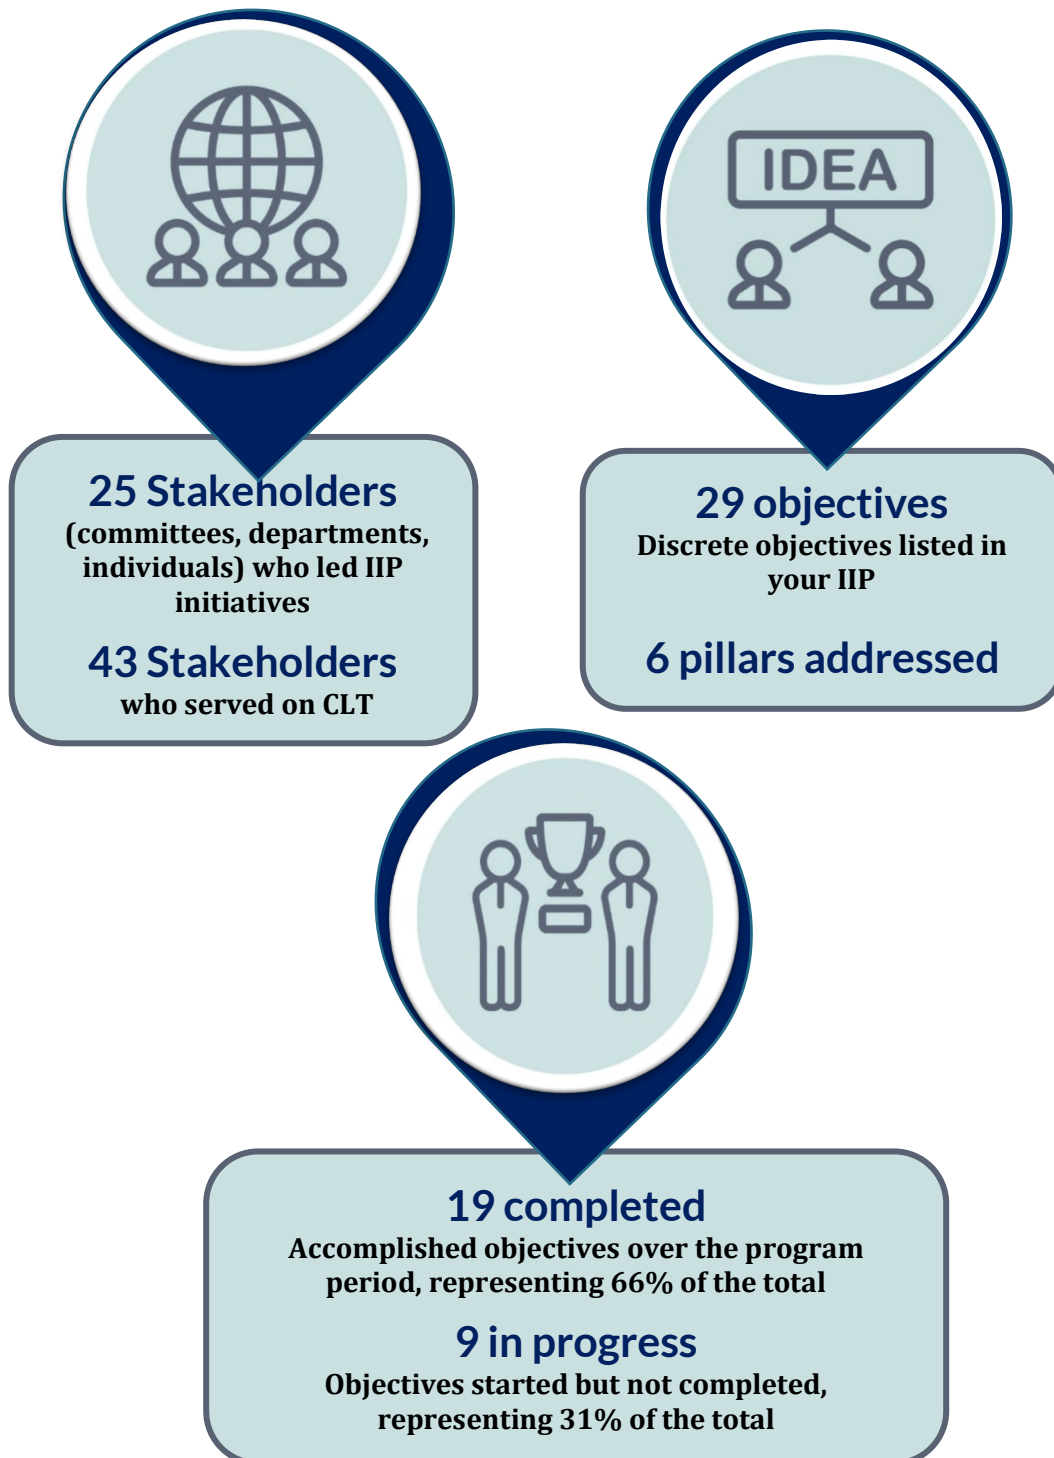 25 Stakeholders
(committees, departments,
individuals) who led IIP
initiatives
43 Stakeholders
who served on CLT
IDEA
29 objectives
Discrete objectives listed in
your IIP
6 pillars addressed
19 completed
Accomplished objectives over the program
period, representing 66% of the total
9 in progress
Objectives started but not completed,
representing 31% of the total